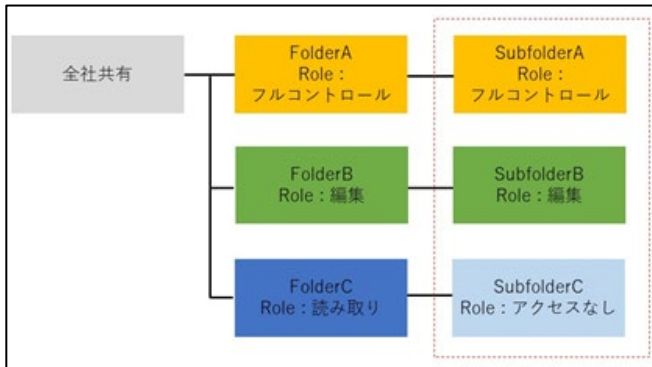 全社共有
FolderA
Role：
フルコントロール
SubfolderA
Role：
フルコントロール
FolderB
Role：編集
SubfolderB
Role：編集
FolderC
Role：読み取り
SubfolderC
Role：アクセスなし